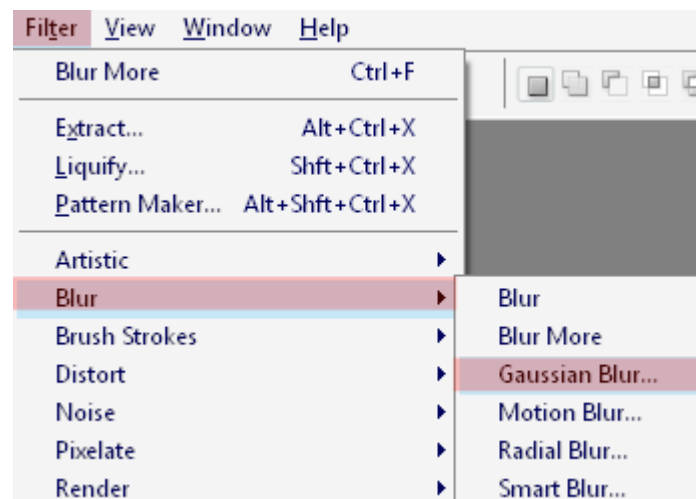 Filter View Window Help
Blur More Ctrl+F
Extract... Alt+Ctrl+X
Liquify... Shft+Ctrl+X
Pattern Maker... Alt+Shft+Ctrl+X
Artistic
Blur
Brush Strokes
Distort
Noise
Pixelate
Render
Blur
Blur More
Gaussian Blur...
Motion Blur...
Radial Blur...
Smart Blur...